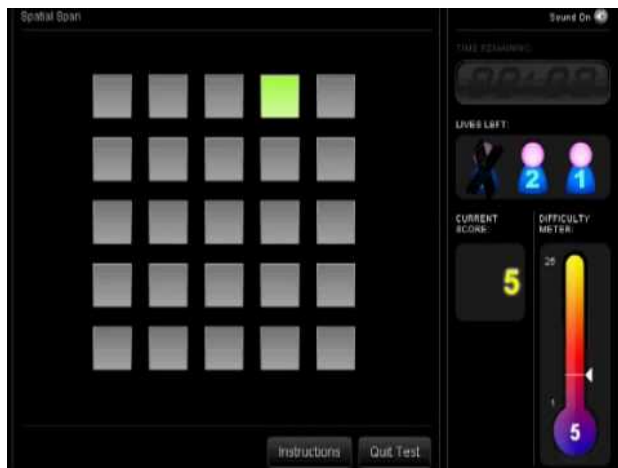 Spatial Span
Sound On
TIME REMAINING:
LIVES LEFT:
2 1
CURRENT SCORE:
5
DIFFICULTY METER:
25
1
5
Instructions
Quit Test